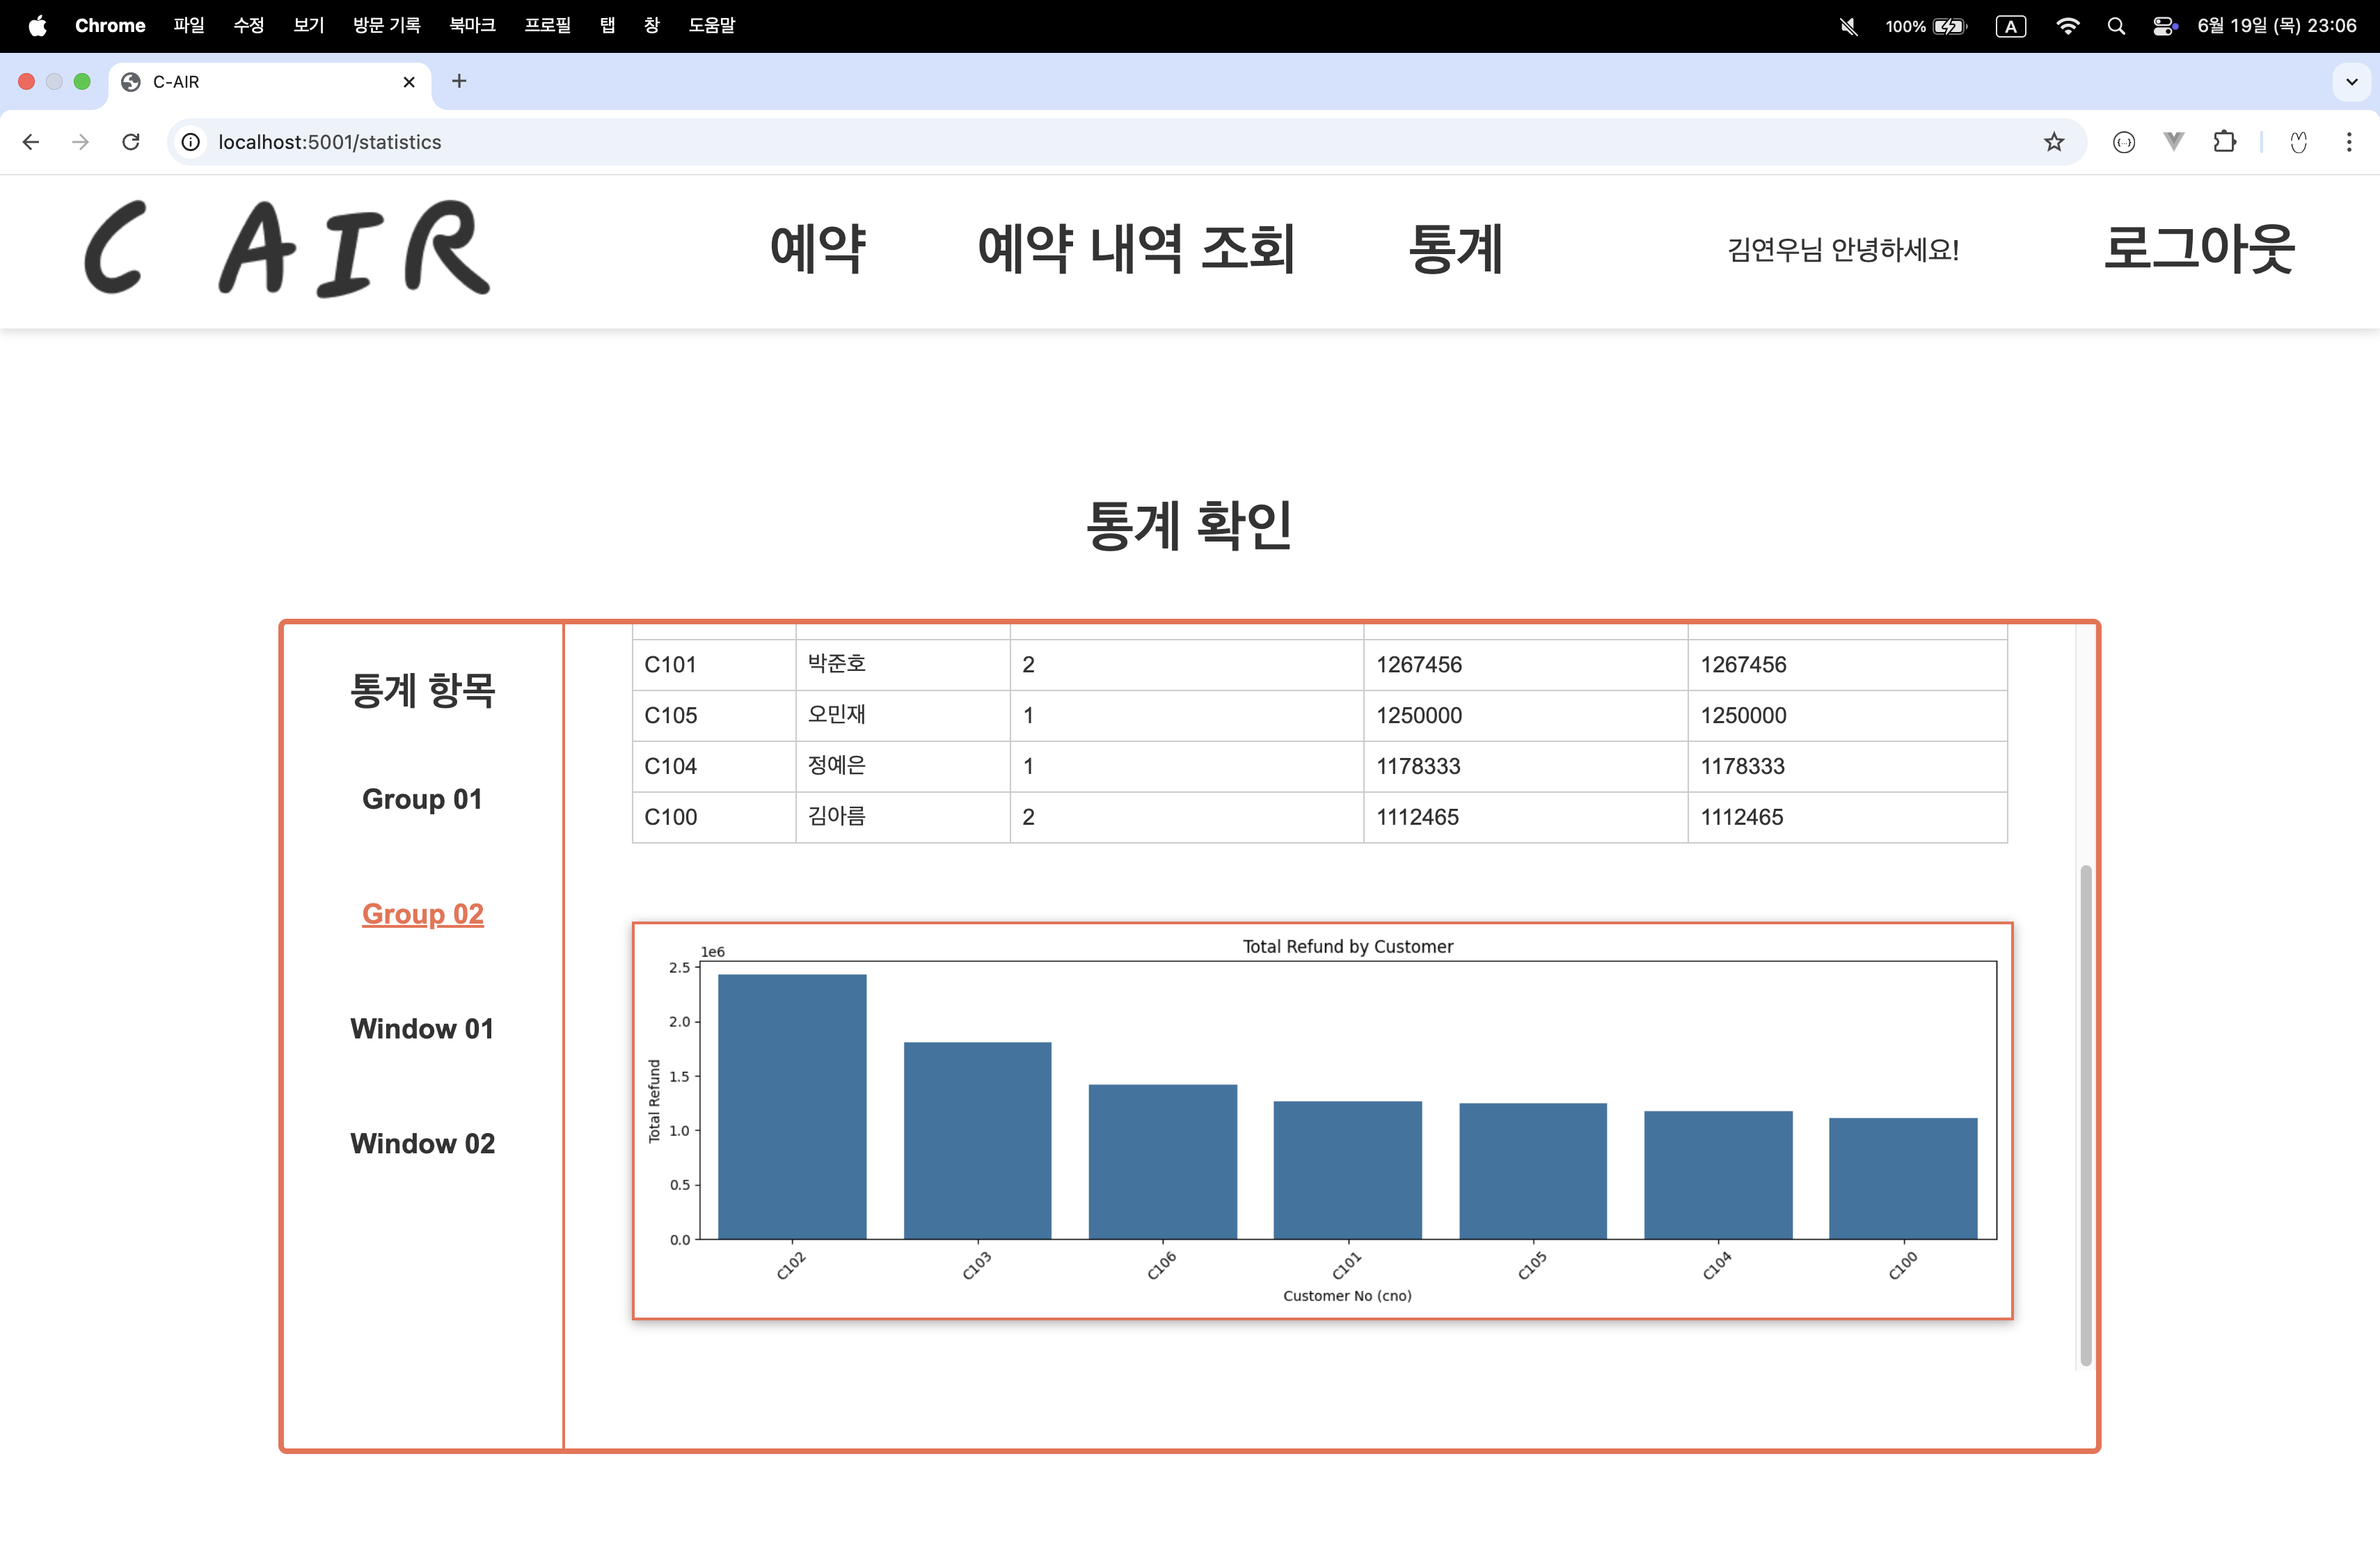 Chrome 파일 수정 보기 방문 기록 북마크 프로필 탭 창 도움말 100% A 6월 19일 (목) 23:06
C-AIR
localhost:5001/statistics
C AIR 예약 예약 내역 조회 통계 김연우님 안녕하세요! 로그아웃
통계 확인
통계 항목
Group 01
Group 02
Window 01
Window 02
C101 박준호 2 1267456 1267456
C105 오민재 1 1250000 1250000
C104 정예은 1 1178333 1178333
C100 김아름 2 1112465 1112465
Total Refund by Customer
1e6
2.5
2.0
1.5
1.0
0.5
0.0
Total Refund
C102 C103 C106 C101 C105 C104 C100
Customer No (cno)